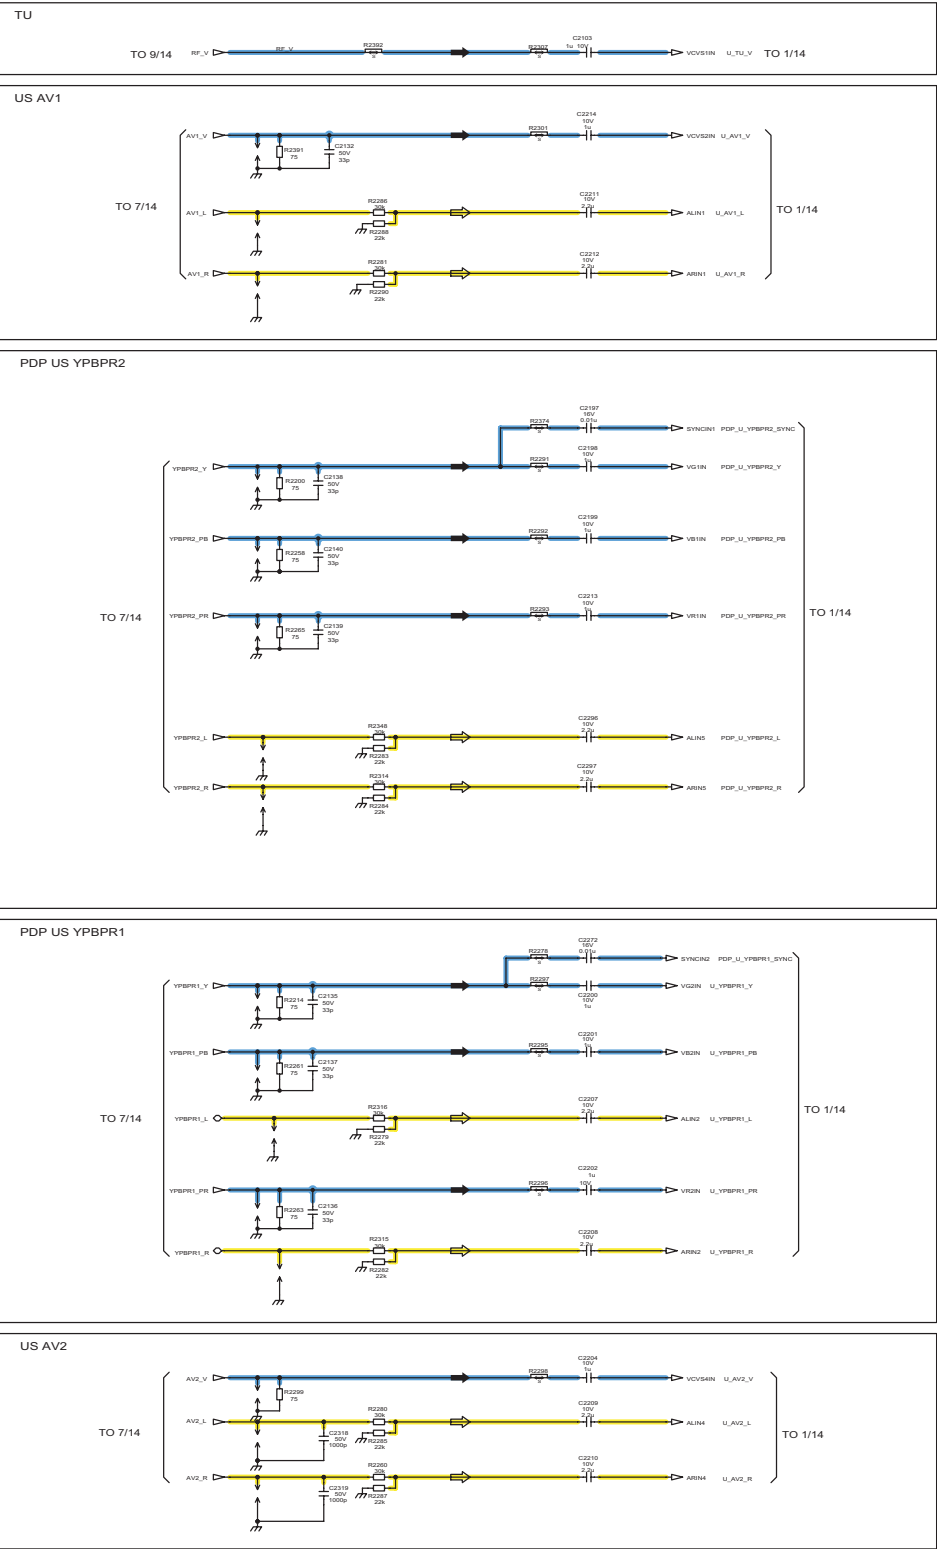 TU
TO 9/14
RF_V
RF_V
R2392
S
R2307
S
C2103
1u 10V
VCVS1IN U_TU_V
TO 1/14
US AV1
TO 7/14
AV1_V
R2391
75
C2132
50V
33p
R2301
S
C2214
10V
1u
VCVS2IN U_AV1_V
AV1_L
R2286
30k
R2288
22k
C2211
10V
2.2u
ALIN1 U_AV1_L
AV1_R
R2281
30k
R2290
22k
C2212
10V
2.2u
ARIN1 U_AV1_R
TO 1/14
PDP US YPBPR2
TO 7/14
R2374
S
C2197
16V
0.01u
SYNCIN1 PDP_U_YPBPR2_SYNC
YPBPR2_Y
R2200
75
C2138
50V
33p
R2291
S
C2198
10V
1u
VG1IN PDP_U_YPBPR2_Y
YPBPR2_PB
R2258
75
C2140
50V
33p
R2292
S
C2199
10V
1u
VB1IN PDP_U_YPBPR2_PB
YPBPR2_PR
R2265
75
C2139
50V
33p
R2293
S
C2213
10V
1u
VR1IN PDP_U_YPBPR2_PR
YPBPR2_L
R2348
30k
R2283
22k
C2296
10V
2.2u
ALIN5 PDP_U_YPBPR2_L
YPBPR2_R
R2314
30k
R2284
22k
C2297
10V
2.2u
ARIN5 PDP_U_YPBPR2_R
TO 1/14
PDP US YPBPR1
TO 7/14
R2278
S
C2272
16V
0.01u
SYNCIN2 PDP_U_YPBPR1_SYNC
YPBPR1_Y
R2214
75
C2135
50V
33p
R2297
S
C2200
10V
1u
VG2IN U_YPBPR1_Y
YPBPR1_PB
R2261
75
C2137
50V
33p
R2295
S
C2201
10V
1u
VB2IN U_YPBPR1_PB
YPBPR1_L
R2316
30k
R2279
22k
C2207
10V
2.2u
ALIN2 U_YPBPR1_L
YPBPR1_PR
R2263
75
C2136
50V
33p
R2296
S
C2202
1u
10V
VR2IN U_YPBPR1_PR
YPBPR1_R
R2315
30k
R2282
22k
C2208
10V
2.2u
ARIN2 U_YPBPR1_R
TO 1/14
US AV2
TO 7/14
AV2_V
R2299
75
R2298
S
C2204
10V
1u
VCVS4IN U_AV2_V
AV2_L
C2318
50V
1000p
R2280
30k
R2285
22k
C2209
10V
2.2u
ALIN4 U_AV2_L
AV2_R
C2319
50V
1000p
R2260
30k
R2287
22k
C2210
10V
2.2u
ARIN4 U_AV2_R
TO 1/14